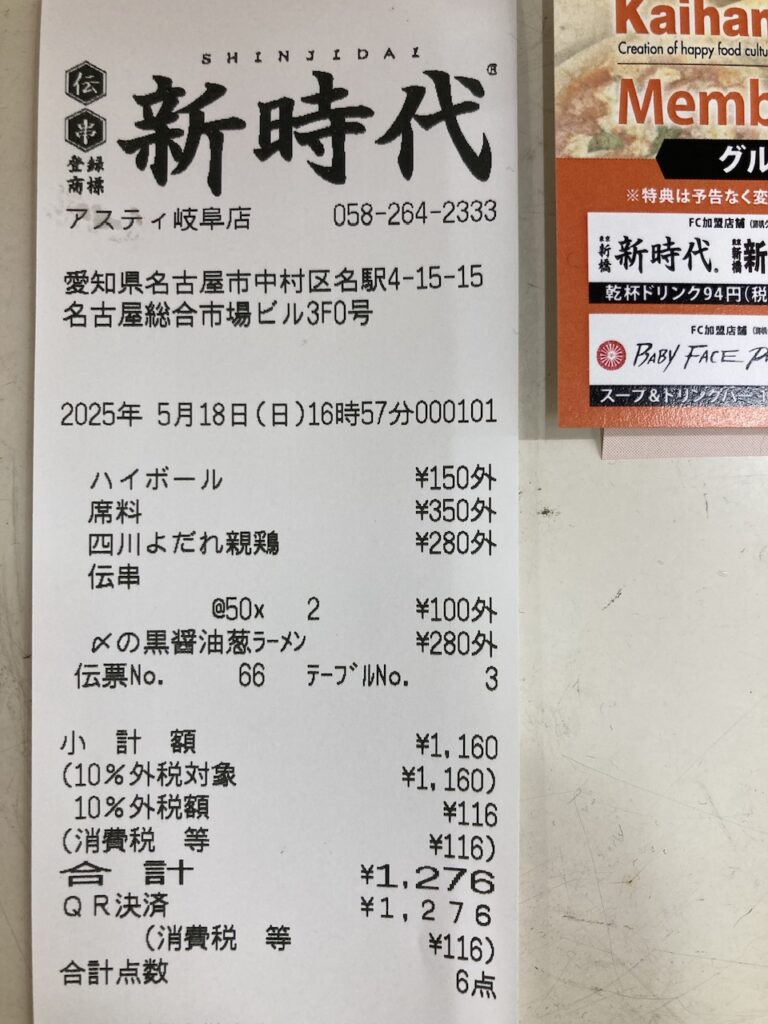 SHINJIDAI
伝
串
新時代®
登録
商標
アスティ岐阜店 058-264-2333
愛知県名古屋市中村区名駅4-15-15
名古屋総合市場ビル3F0号
2025年 5月18日(日)16時57分000101
ハイボール ¥150外
席料 ¥350外
四川よだれ親鶏 ¥280外
伝串
@50x 2 ¥100外
〆の黒醤油葱ラーメン ¥280外
伝票No. 66 テーブルNo. 3
小 計 額 ¥1,160
(10%外税対象 ¥1,160)
10%外税額 ¥116
(消費税 等 ¥116)
合 計 ¥1,276
QR決済 ¥1,276
(消費税 等 ¥116)
合計点数 6点
Kaihan
Creation of happy food cultu
Memb
グル
※特典は予告なく変
FC加盟店舗
新橋 新時代 新橋 新
乾杯ドリンク94円(税
FC加盟店舗
BABY FACE
スープ&ドリンクバー